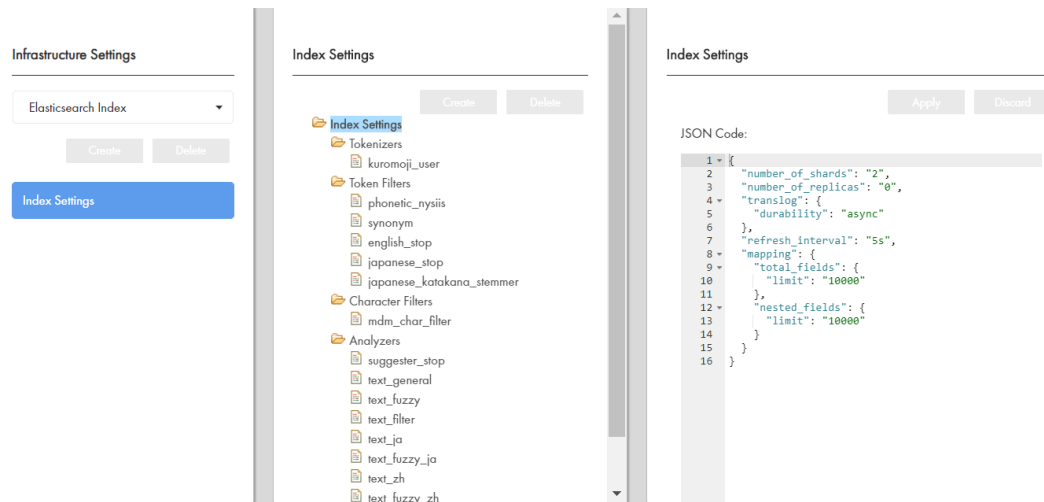 Infrastructure Settings
Elasticsearch Index
Create Delete
Index Settings
Index Settings
Create Delete
Index Settings
Tokenizers
kuromoji_user
Token Filters
phonetic_nysiis
synonym
english_stop
japanese_stop
japanese_katakana_stemmer
Character Filters
mdm_char_filter
Analyzers
suggester_stop
text_general
text_fuzzy
text_filter
text_ja
text_fuzzy_ja
text_zh
text_fuzzy_zh
Index Settings
Apply Discard
JSON Code:
1 {
2 "number_of_shards": "2",
3 "number_of_replicas": "0",
4 "translog": {
5 "durability": "async"
6 },
7 "refresh_interval": "5s",
8 "mapping": {
9 "total_fields": {
10 "limit": "10000"
11 },
12 "nested_fields": {
13 "limit": "10000"
14 }
15 }
16 }